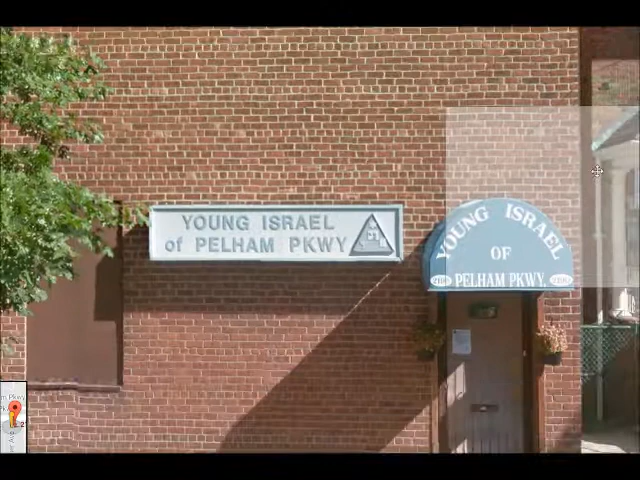 YOUNG ISRAEL
of PELHAM PKWY
YOUNG ISRAEL
OF
PELHAM PKWY.